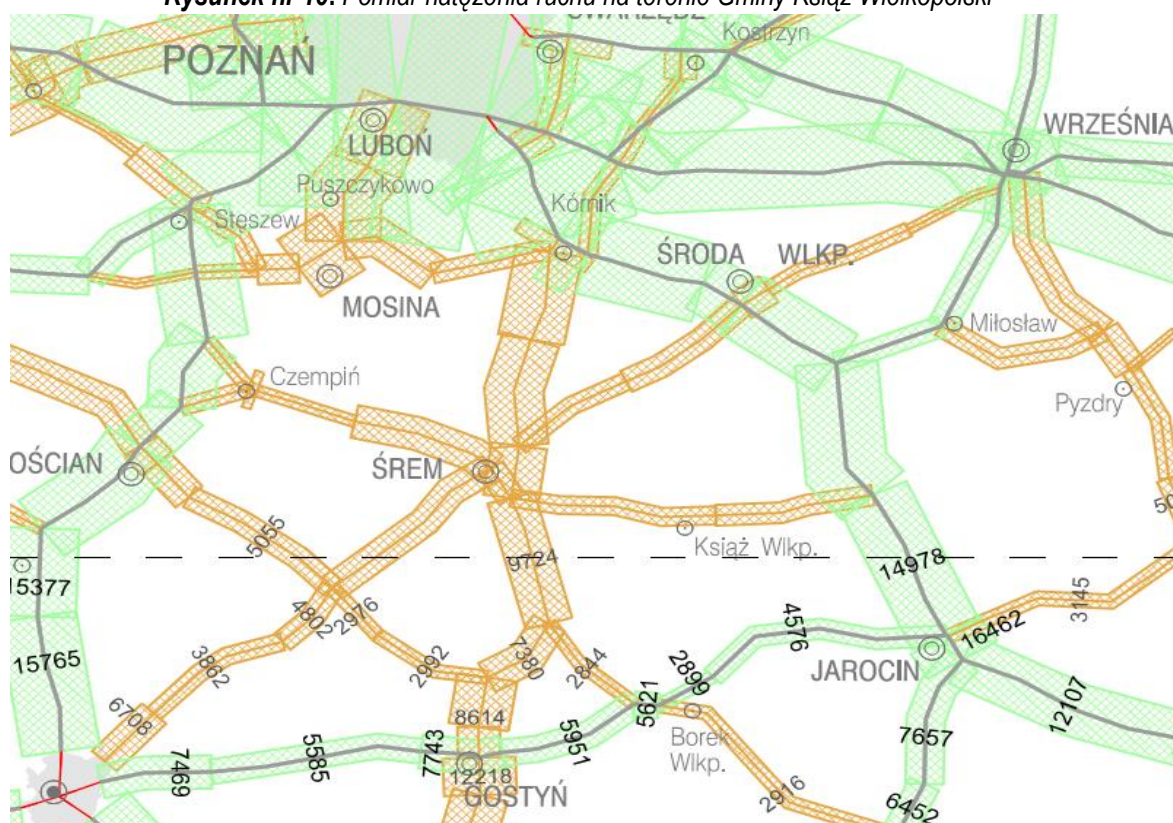 Rysunek nr 10. Pomiar natężenia ruchu na terenie Gminy Książ Wielkopolski
SWARZĘDZ
Kostrzyn
POZNAŃ
WRZEŚNIA
LUBOŃ
Puszczykowo
Stęszew
Kórnik
ŚRODA WLKP.
MOSINA
Miłosław
Czempiń
Pyzdry
OŚCIAN
ŚREM
Książ Wlkp.
5055
9724
14978
15377
4802
2976
4576
3145
16462
15765
3862
2992
7380
2844
2899
JAROCIN
6708
8614
5621
12107
7469
5585
7743
5951
Borek
Wlkp.
7657
12218
GOSTYŃ
2916
6452